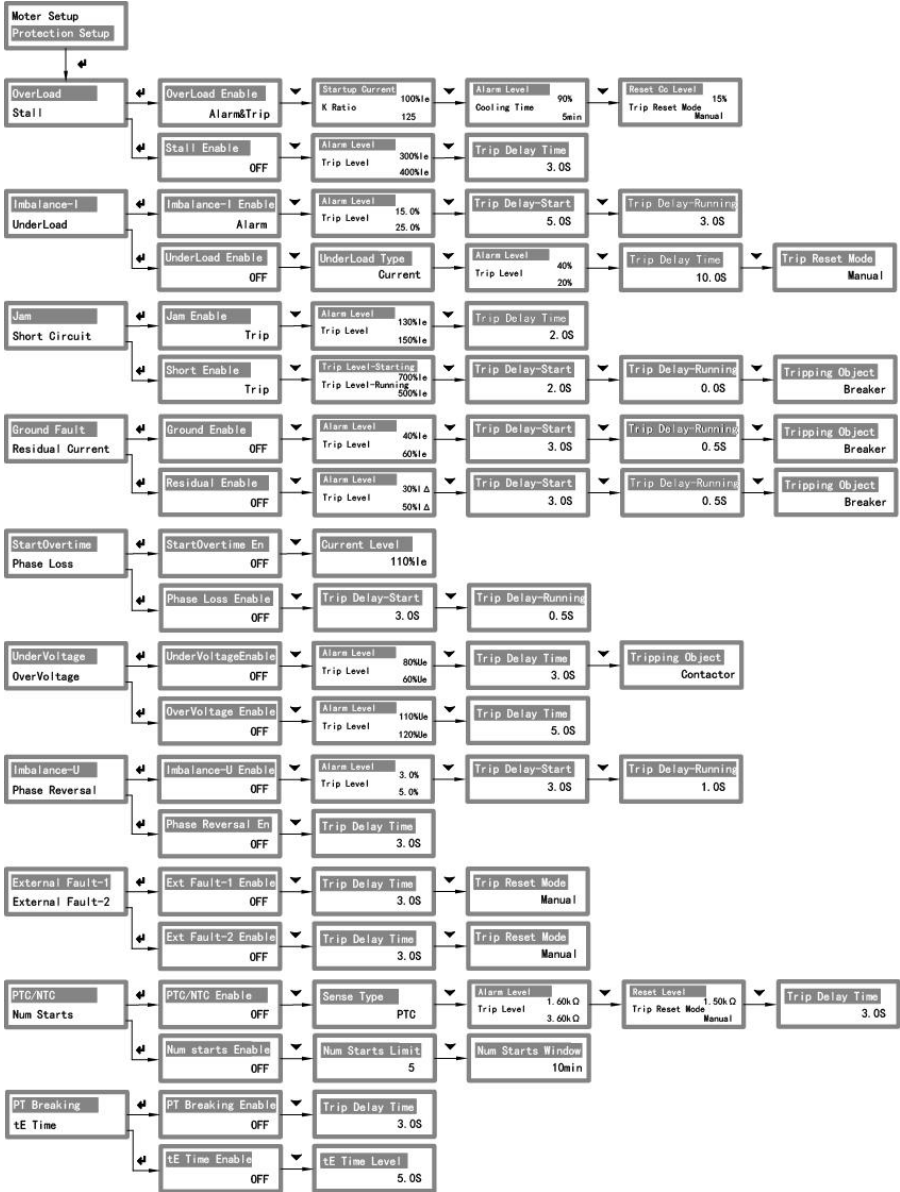 Moter Setup
Protection Setup
OverLoad
Stall
OverLoad Enable
Alarm&Trip
Startup Current
100%Ie
K Ratio
125
Alarm Level
90%
Cooling Time
5min
Reset Co Level
15%
Trip Reset Mode
Manual
Stall Enable
OFF
Alarm Level
300%Ie
Trip Level
400%Ie
Trip Delay Time
3.0S
Imbalance-I
UnderLoad
Imbalance-I Enable
Alarm
Alarm Level
15.0%
Trip Level
25.0%
Trip Delay-Start
5.0S
Trip Delay-Running
3.0S
UnderLoad Enable
OFF
UnderLoad Type
Current
Alarm Level
40%
Trip Level
20%
Trip Delay Time
10.0S
Trip Reset Mode
Manual
Jam
Short Circuit
Jam Enable
Trip
Alarm Level
130%Ie
Trip Level
150%Ie
Trip Delay Time
2.0S
Short Enable
Trip
Trip Level-Starting
700%Ie
Trip Level-Running
500%Ie
Trip Delay-Start
2.0S
Trip Delay-Running
0.0S
Tripping Object
Breaker
Ground Fault
Residual Current
Ground Enable
OFF
Alarm Level
40%Ie
Trip Level
60%Ie
Trip Delay-Start
3.0S
Trip Delay-Running
0.5S
Tripping Object
Breaker
Residual Enable
OFF
Alarm Level
30%I Δ
Trip Level
50%I Δ
Trip Delay-Start
3.0S
Trip Delay-Running
0.5S
Tripping Object
Breaker
StartOvertime
Phase Loss
StartOvertime En
OFF
Current Level
110%Ie
Phase Loss Enable
OFF
Trip Delay-Start
3.0S
Trip Delay-Running
0.5S
UnderVoltage
OverVoltage
UnderVoltageEnable
OFF
Alarm Level
80%Ue
Trip Level
60%Ue
Trip Delay Time
3.0S
Tripping Object
Contactor
OverVoltage Enable
OFF
Alarm Level
110%Ue
Trip Level
120%Ue
Trip Delay Time
5.0S
Imbalance-U
Phase Reversal
Imbalance-U Enable
OFF
Alarm Level
3.0%
Trip Level
5.0%
Trip Delay-Start
3.0S
Trip Delay-Running
1.0S
Phase Reversal En
OFF
Trip Delay Time
3.0S
External Fault-1
External Fault-2
Ext Fault-1 Enable
OFF
Trip Delay Time
3.0S
Trip Reset Mode
Manual
Ext Fault-2 Enable
OFF
Trip Delay Time
3.0S
Trip Reset Mode
Manual
PTC/NTC
Num Starts
PTC/NTC Enable
OFF
Sense Type
PTC
Alarm Level
1.60kΩ
Trip Level
3.60kΩ
Reset Level
1.50kΩ
Trip Reset Mode
Manual
Trip Delay Time
3.0S
Num starts Enable
OFF
Num Starts Limit
5
Num Starts Window
10min
PT Breaking
tE Time
PT Breaking Enable
OFF
Trip Delay Time
3.0S
tE Time Enable
OFF
tE Time Level
5.0S